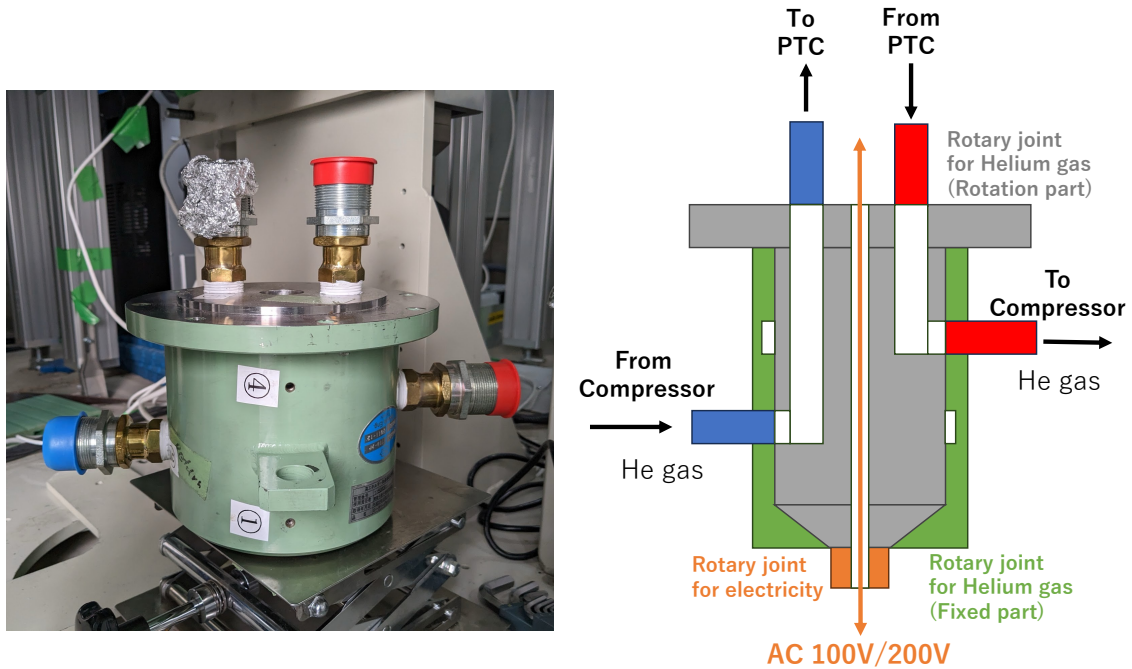 ④
①
To
PTC
From
PTC
Rotary joint
for Helium gas
(Rotation part)
To
Compressor
He gas
From
Compressor
He gas
Rotary joint
for electricity
Rotary joint
for Helium gas
(Fixed part)
AC 100V/200V